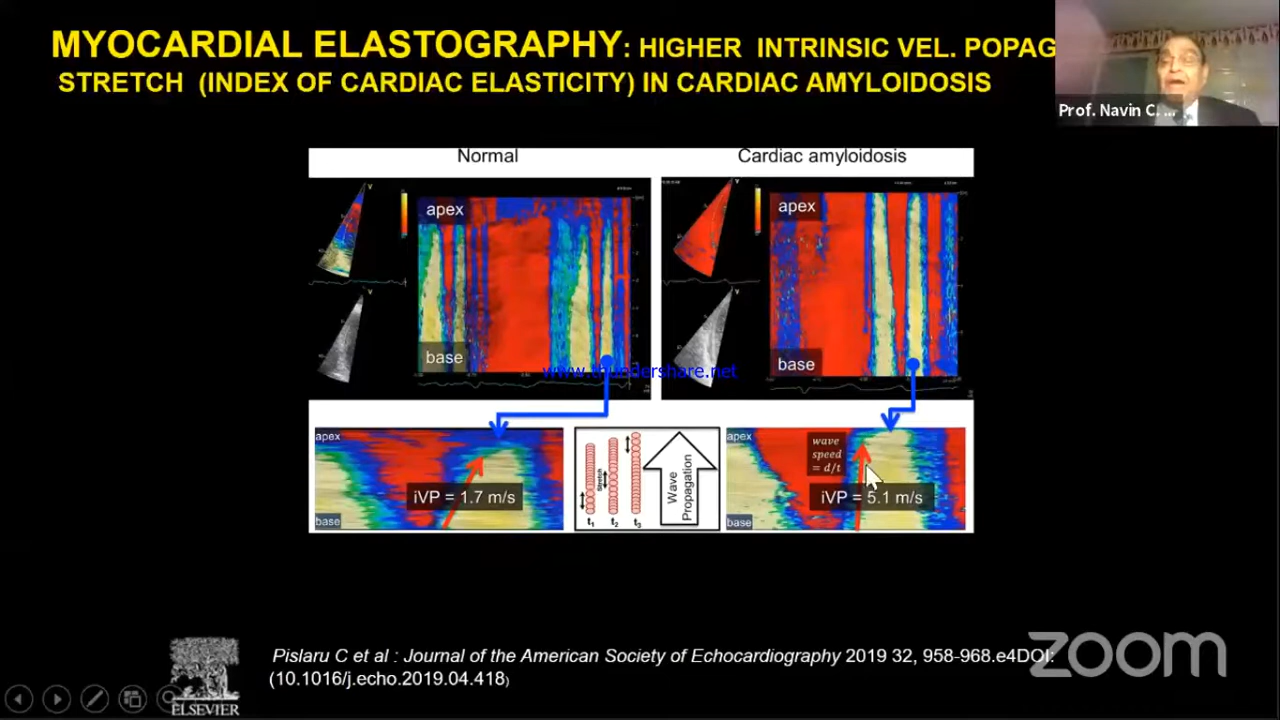 MYOCARDIAL ELASTOGRAPHY: HIGHER INTRINSIC VEL. POPAG
STRETCH (INDEX OF CARDIAC ELASTICITY) IN CARDIAC AMYLOIDOSIS
Prof. Navin C. ...
Normal
Cardiac amyloidosis
V
apex
base
V
V
apex
base
V
www.thundershare.net
apex
base
iVP = 1.7 m/s
Stretch
t1 t2 t3
Wave
Propagation
apex
base
wave
speed
= d/t
iVP = 5.1 m/s
ELSEVIER
Pislaru C et al : Journal of the American Society of Echocardiography 2019 32, 958-968.e4DOI:
(10.1016/j.echo.2019.04.418)
zoom